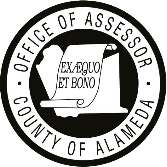 OFFICE OF ASSESSOR
EX ÆQUO
ET BONO
COUNTY OF ALAMEDA